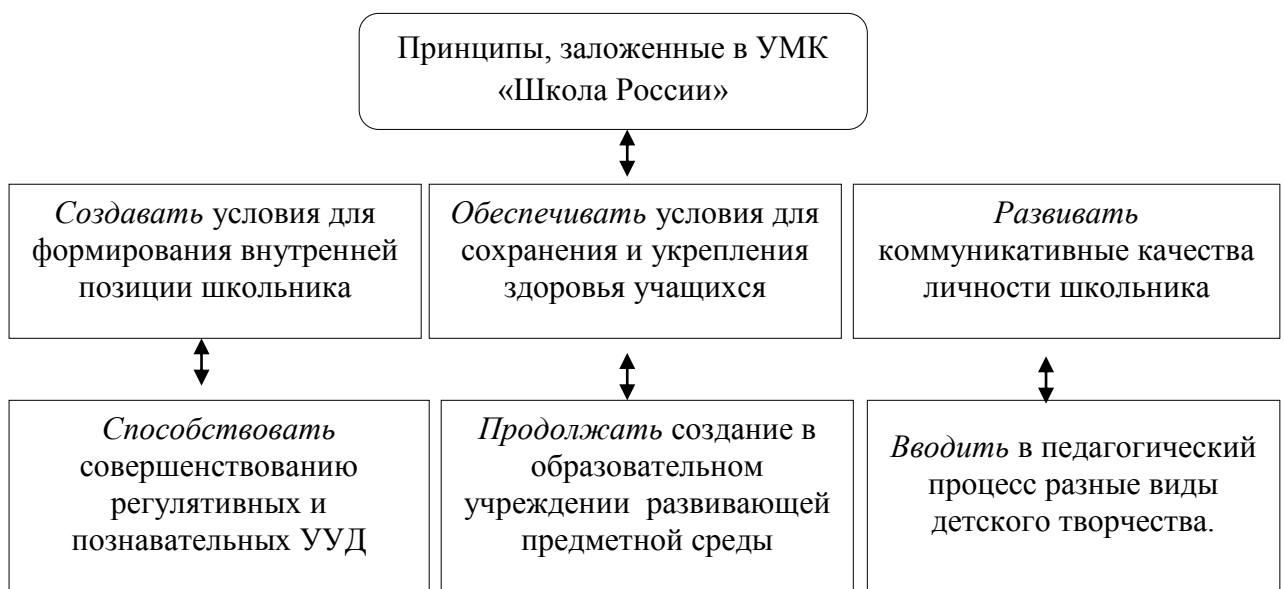 Принципы, заложенные в УМК
«Школа России»
Создавать условия для
формирования внутренней
позиции школьника
Обеспечивать условия для
сохранения и укрепления
здоровья учащихся
Развивать
коммуникативные качества
личности школьника
Способствовать
совершенствованию
регулятивных и
познавательных УУД
Продолжать создание в
образовательном
учреждении развивающей
предметной среды
Вводить в педагогический
процесс разные виды
детского творчества.